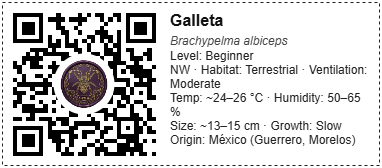 Galleta
Brachypelma albiceps
Level: Beginner
NW · Habitat: Terrestrial · Ventilation:
Moderate
Temp: ~24–26 °C · Humidity: 50–65
%
Size: ~13–15 cm · Growth: Slow
Origin: México (Guerrero, Morelos)